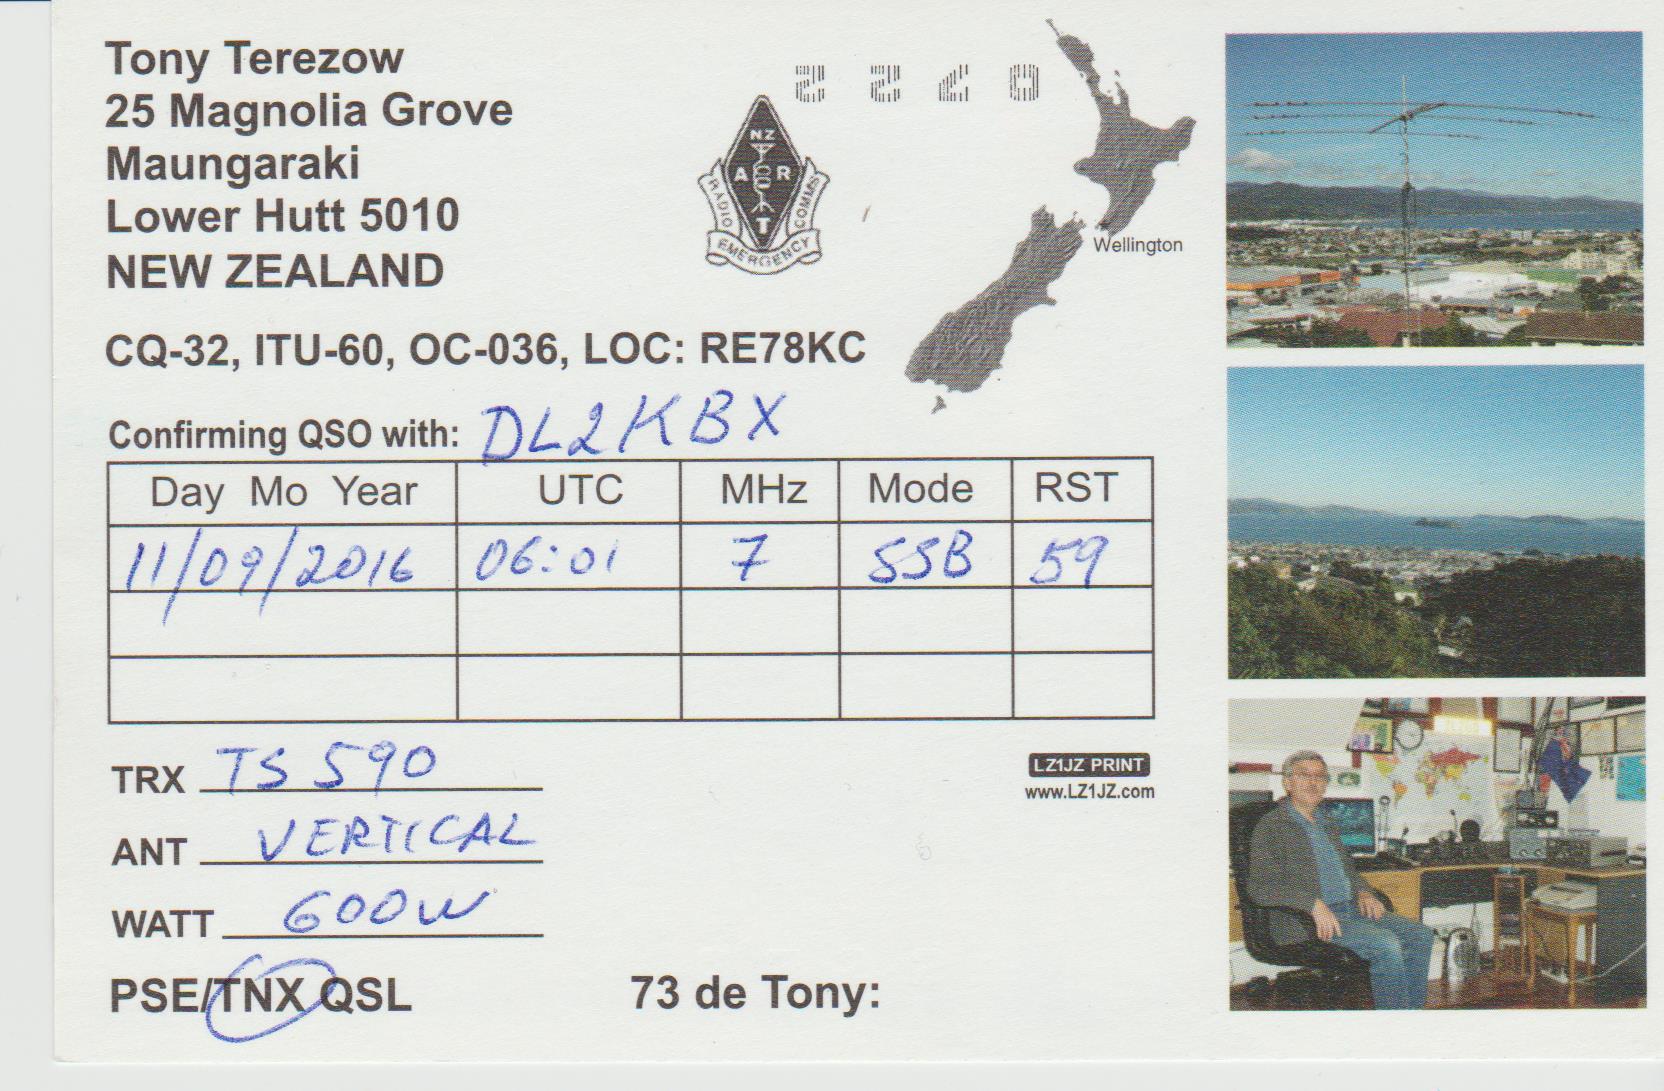 Tony Terezow
25 Magnolia Grove
Maungaraki
Lower Hutt 5010
NEW ZEALAND
NZ
A R
T
RADIO EMERGENCY COMMS
Wellington
CQ-32, ITU-60, OC-036, LOC: RE78KC
Confirming QSO with: DL2KBX
Day Mo Year UTC MHz Mode RST
11/09/2016 06:01 7 SSB 59
TRX TS 590
LZ1JZ PRINT
www.LZ1JZ.com
ANT VERTICAL
WATT 600W
PSE/TNX QSL 73 de Tony: